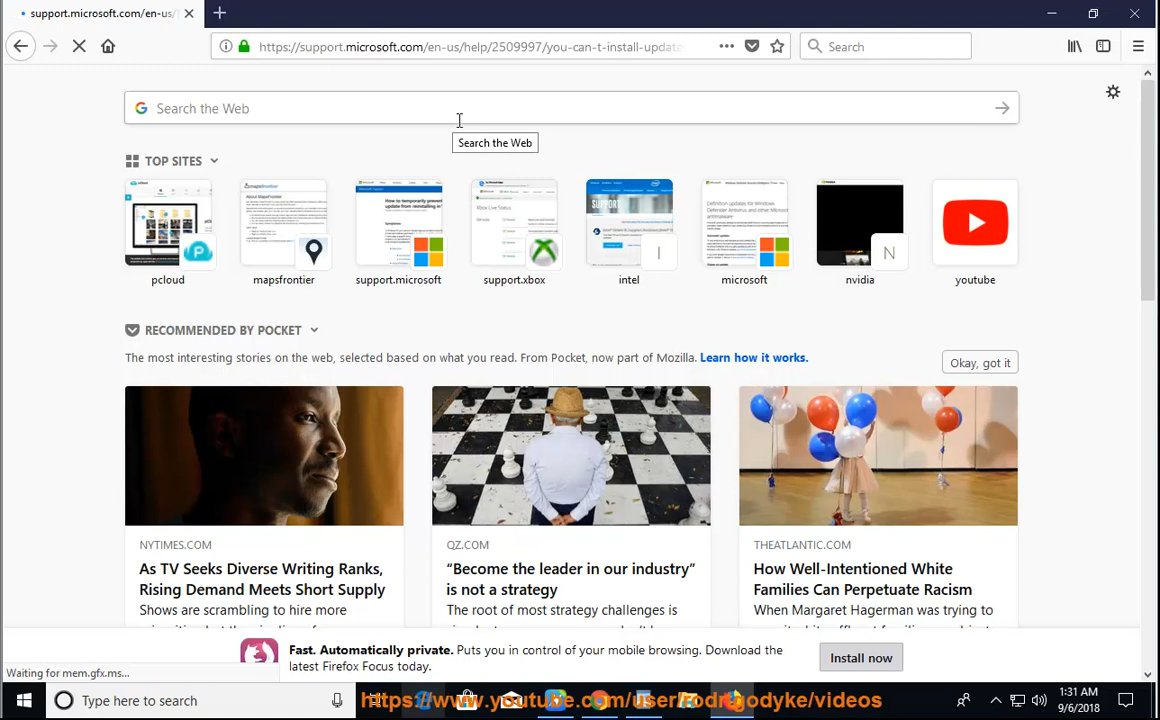 support.microsoft.com/en-us/
https://support.microsoft.com/en-us/help/2509997/you-can-t-install-update
Search
Search the Web
Search the Web
TOP SITES
pcloud
mapsfrontier
support.microsoft
support.xbox
intel
microsoft
nvidia
youtube
RECOMMENDED BY POCKET
The most interesting stories on the web, selected based on what you read. From Pocket, now part of Mozilla. Learn how it works.
Okay, got it
NYTIMES.COM
As TV Seeks Diverse Writing Ranks,
Rising Demand Meets Short Supply
Shows are scrambling to hire more
QZ.COM
“Become the leader in our industry”
is not a strategy
The root of most strategy challenges is
THEATLANTIC.COM
How Well-Intentioned White
Families Can Perpetuate Racism
When Margaret Hagerman was trying to
Fast. Automatically private. Puts you in control of your mobile browsing. Download the
latest Firefox Focus today.
Install now
Waiting for mem.gfx.ms...
Type here to search
https://www.youtube.com/user/rodrigodyke/videos
1:31 AM
9/6/2018